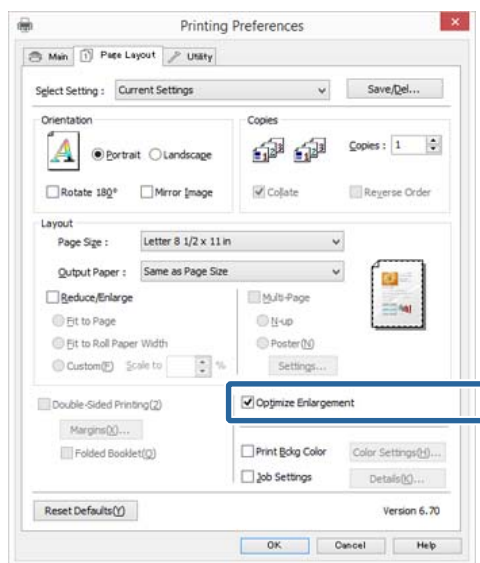 Printing Preferences
Main Page Layout Utility
Select Setting : Current Settings Save/Del...
Orientation Copies
Portrait Landscape Copies : 1
Rotate 180° Mirror Image Collate Reverse Order
Layout
Page Size : Letter 8 1/2 x 11 in
Output Paper : Same as Page Size
Reduce/Enlarge Multi-Page
Fit to Page N-up
Fit to Roll Paper Width Poster(N)
Custom(F) Scale to % Settings...
Double-Sided Printing(2) Optimize Enlargement
Margins(X)...
Folded Booklet(Q) Print Bckg Color Color Settings(H)...
Job Settings Details(K)...
Reset Defaults(Y) Version 6.70
OK Cancel Help